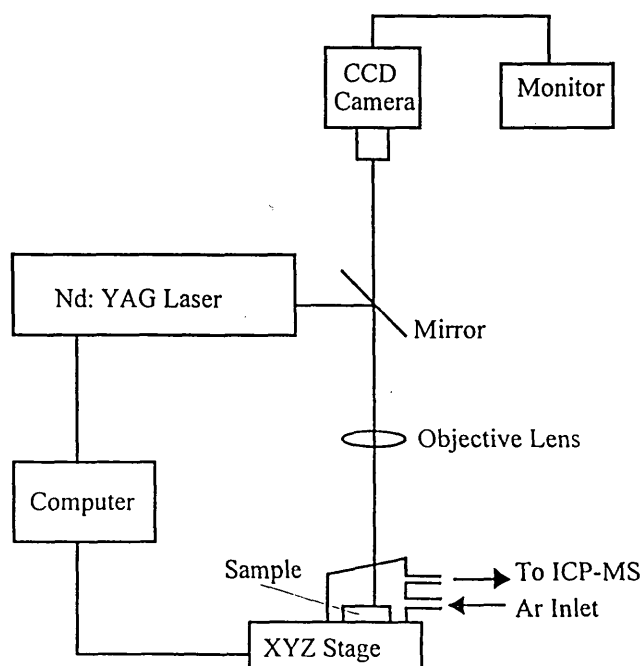 CCD
Camera
Monitor
Nd: YAG Laser
Mirror
Objective Lens
Computer
Sample
To ICP-MS
Ar Inlet
XYZ Stage